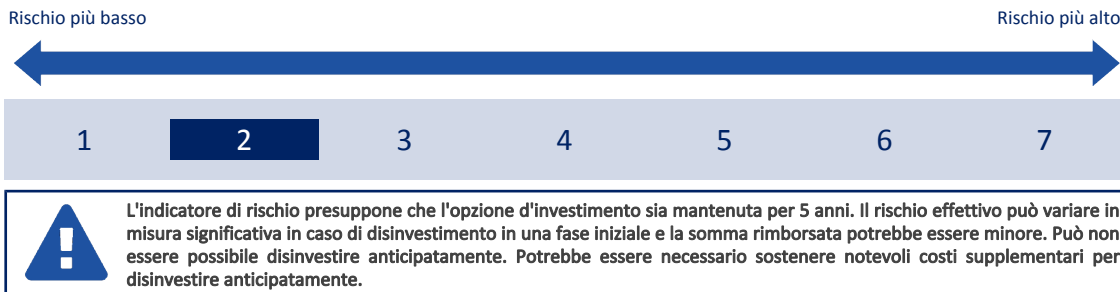 Rischio più basso
Rischio più alto
1 2 3 4 5 6 7
L'indicatore di rischio presuppone che l'opzione d'investimento sia mantenuta per 5 anni. Il rischio effettivo può variare in
misura significativa in caso di disinvestimento in una fase iniziale e la somma rimborsata potrebbe essere minore. Può non
essere possibile disinvestire anticipatamente. Potrebbe essere necessario sostenere notevoli costi supplementari per
disinvestire anticipatamente.